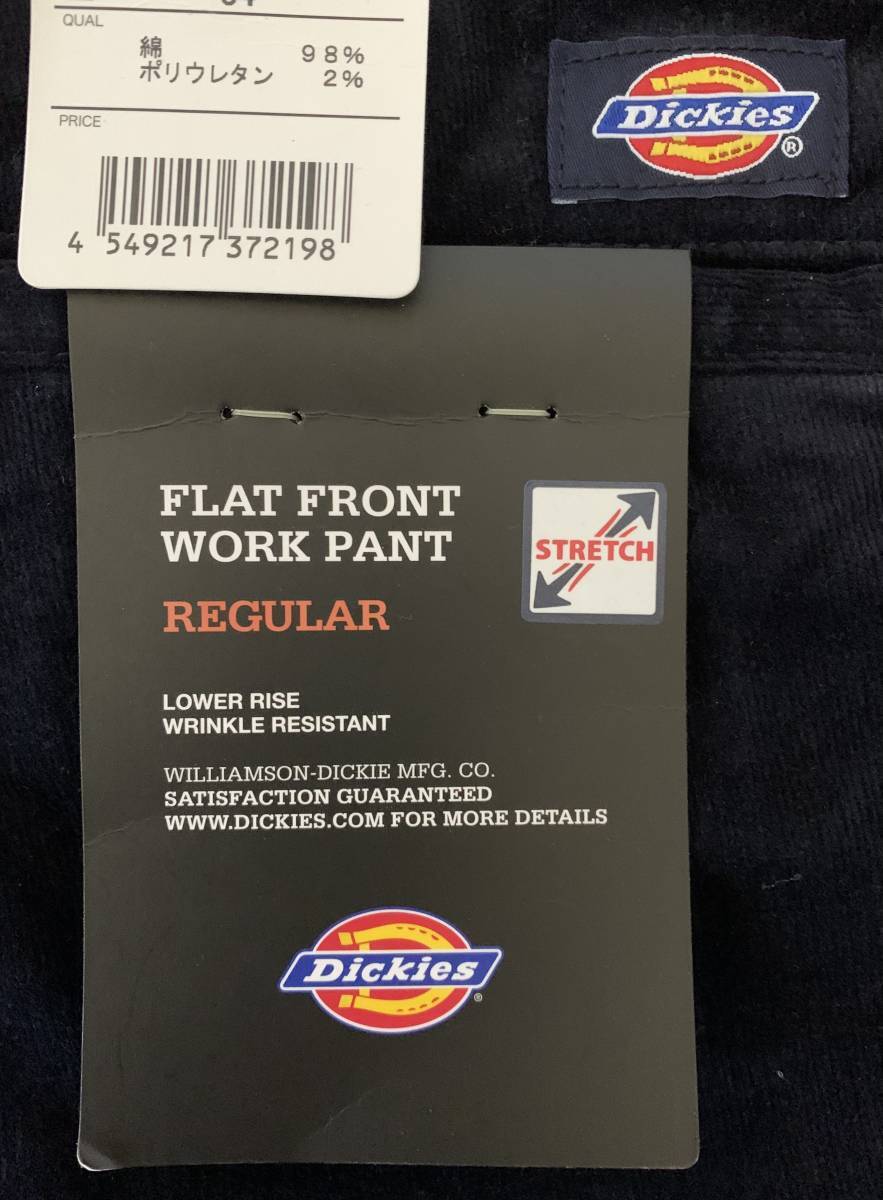 QUAL
綿 98%
ポリウレタン 2%
PRICE
4 549217 372198
Dickies
®
FLAT FRONT
WORK PANT
STRETCH
REGULAR
LOWER RISE
WRINKLE RESISTANT
WILLIAMSON-DICKIE MFG. CO.
SATISFACTION GUARANTEED
WWW.DICKIES.COM FOR MORE DETAILS
Dickies
®